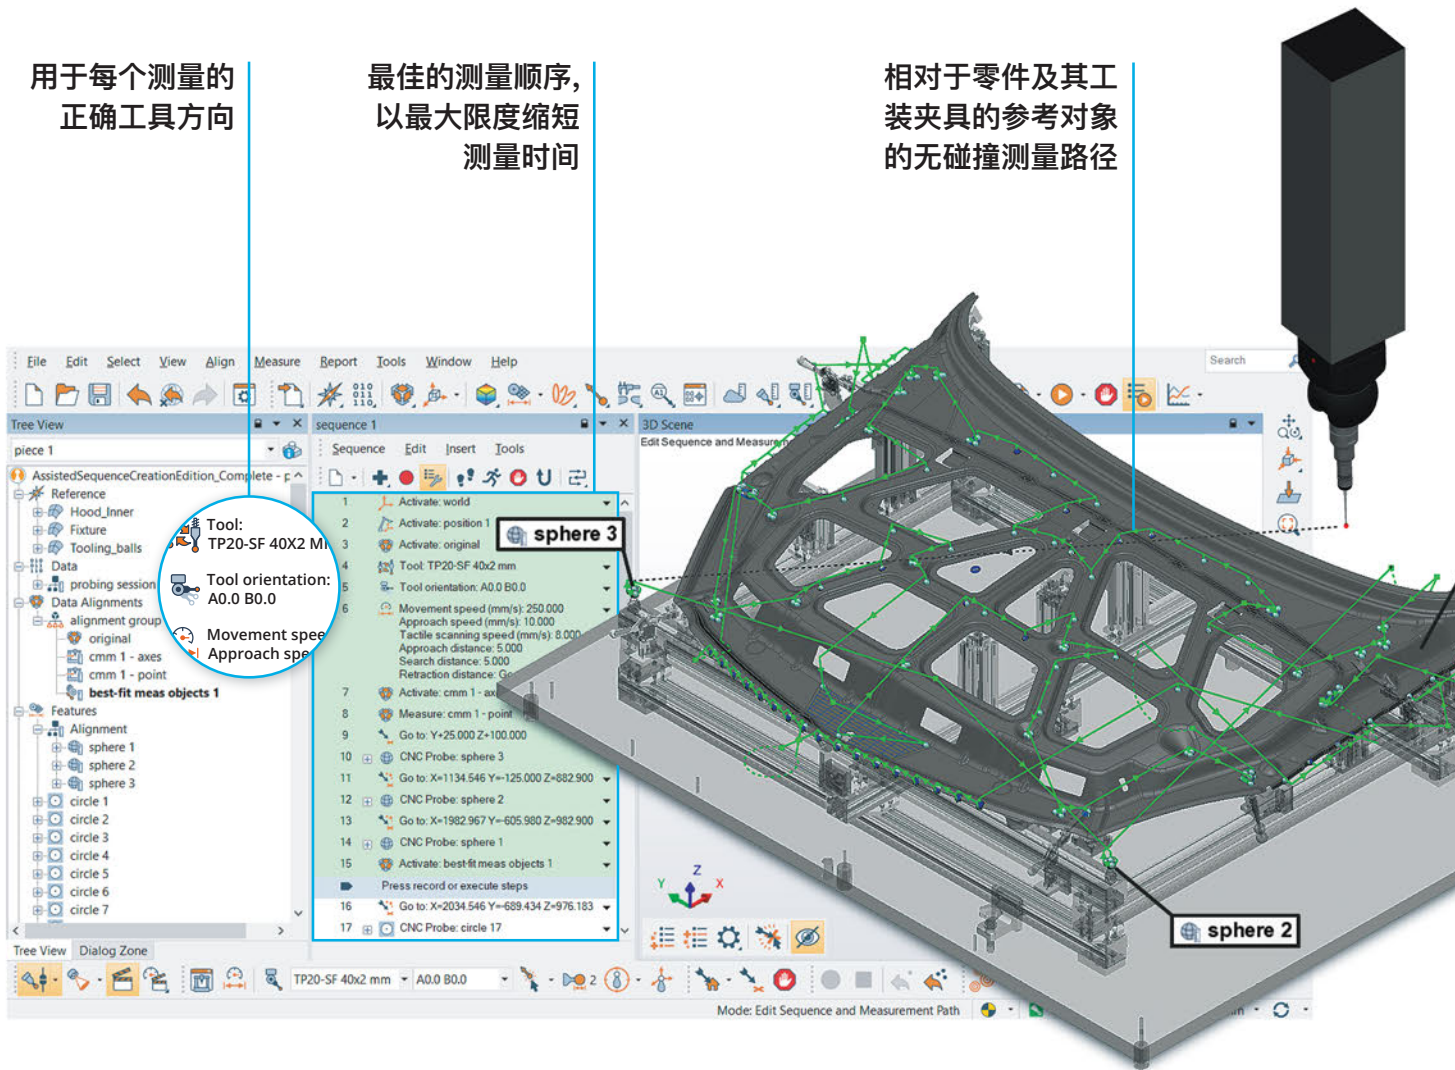 用于每个测量的
正确工具方向
最佳的测量顺序,
以最大限度缩短
测量时间
相对于零件及其工
装夹具的参考对象
的无碰撞测量路径
File Edit Select View Align Measure Report Tools Window Help
Search
Tree View
sequence 1
3D Scene
piece 1
Sequence Edit Insert Tools
Edit Sequence and Measurem
AssistedSequenceCreationEdition_Complete - p
Reference
Hood_Inner
Fixture
Tooling_balls
Data
probing session
Data Alignments
alignment group
original
cmm 1 - axes
cmm 1 - point
best-fit meas objects 1
Features
Alignment
sphere 1
sphere 2
sphere 3
circle 1
circle 2
circle 3
circle 4
circle 5
circle 6
circle 7
Tool:
TP20-SF 40X2 M
Tool orientation:
A0.0 B0.0
Movement spee
Approach spe
1 Activate: world
2 Activate: position 1
3 Activate: original
4 Tool: TP20-SF 40x2 mm
5 Tool orientation: A0.0 B0.0
6 Movement speed (mm/s): 250.000
Approach speed (mm/s): 10.000
Tactile scanning speed (mm/s): 8.000
Approach distance: 5.000
Search distance: 5.000
Retraction distance: Go
7 Activate: cmm 1 - ax
8 Measure: cmm 1 - point
9 Go to: Y+25.000 Z+100.000
10 CNC Probe: sphere 3
11 Go to: X=1134.546 Y=-125.000 Z=882.900
12 CNC Probe: sphere 2
13 Go to: X=1982.967 Y=-605.980 Z=982.900
14 CNC Probe: sphere 1
15 Activate: best-fit meas objects 1
Press record or execute steps
16 Go to: X=2034.546 Y=-689.434 Z=976.183
17 CNC Probe: circle 17
sphere 3
sphere 2
Z
Y
X
Tree View Dialog Zone
TP20-SF 40x2 mm A0.0 B0.0 2
Mode: Edit Sequence and Measurement Path